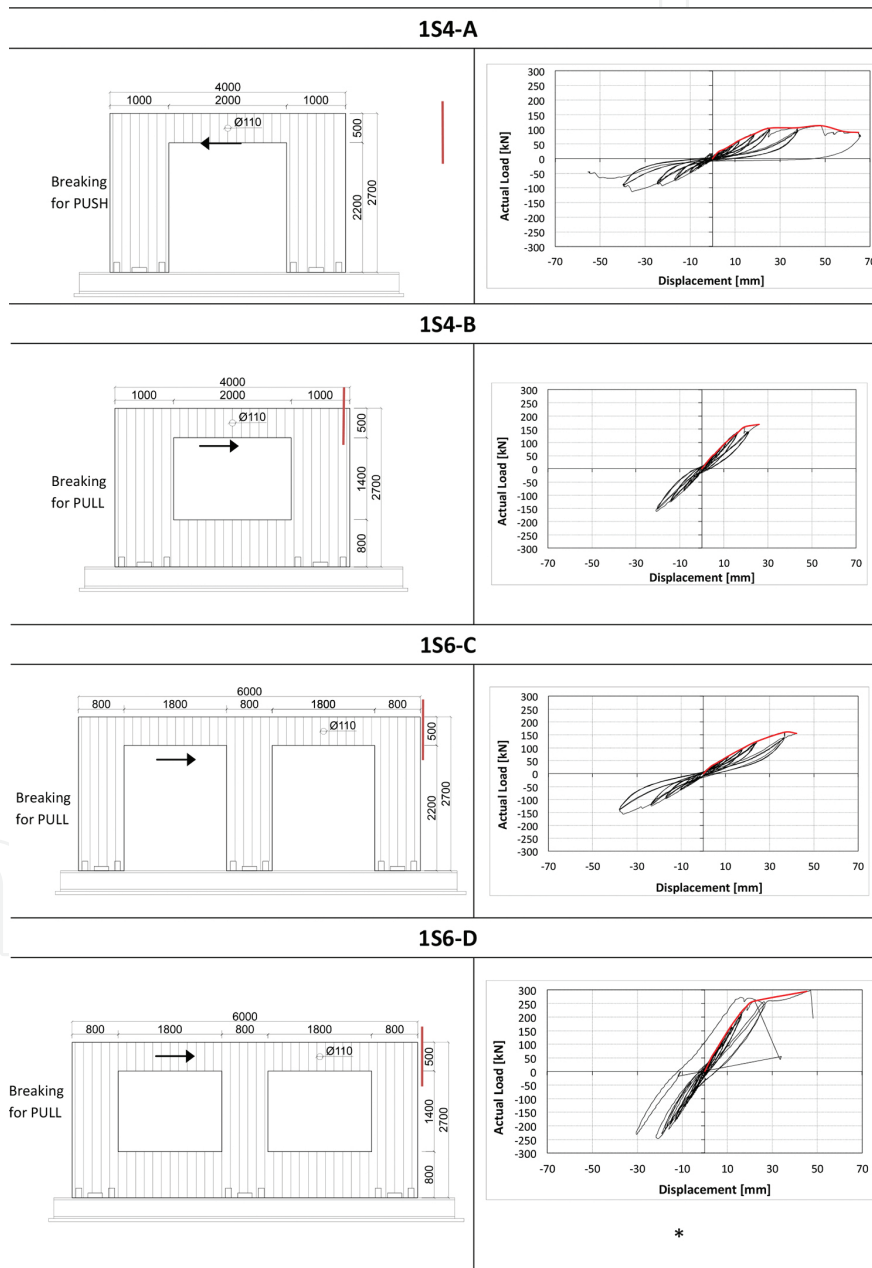 1S4-A
4000
1000 2000 1000
Ø110
500
2200
2700
Breaking
for PUSH
Actual Load [kN]
300
250
200
150
100
50
0
-50
-100
-150
-200
-250
-300
-70 -50 -30 -10 10 30 50 70
Displacement [mm]
1S4-B
4000
1000 2000 1000
Ø110
500
1400
2700
800
Breaking
for PULL
Actual Load [kN]
300
250
200
150
100
50
0
-50
-100
-150
-200
-250
-300
-70 -50 -30 -10 10 30 50 70
Displacement [mm]
1S6-C
6000
800 1800 800 1800 800
Ø110
500
2200
2700
Breaking
for PULL
Actual Load [kN]
300
250
200
150
100
50
0
-50
-100
-150
-200
-250
-300
-70 -50 -30 -10 10 30 50 70
Displacement [mm]
1S6-D
6000
800 1800 800 1800 800
Ø110
500
1400
2700
800
Breaking
for PULL
Actual Load [kN]
300
250
200
150
100
50
0
-50
-100
-150
-200
-250
-300
-70 -50 -30 -10 10 30 50 70
Displacement [mm]
*